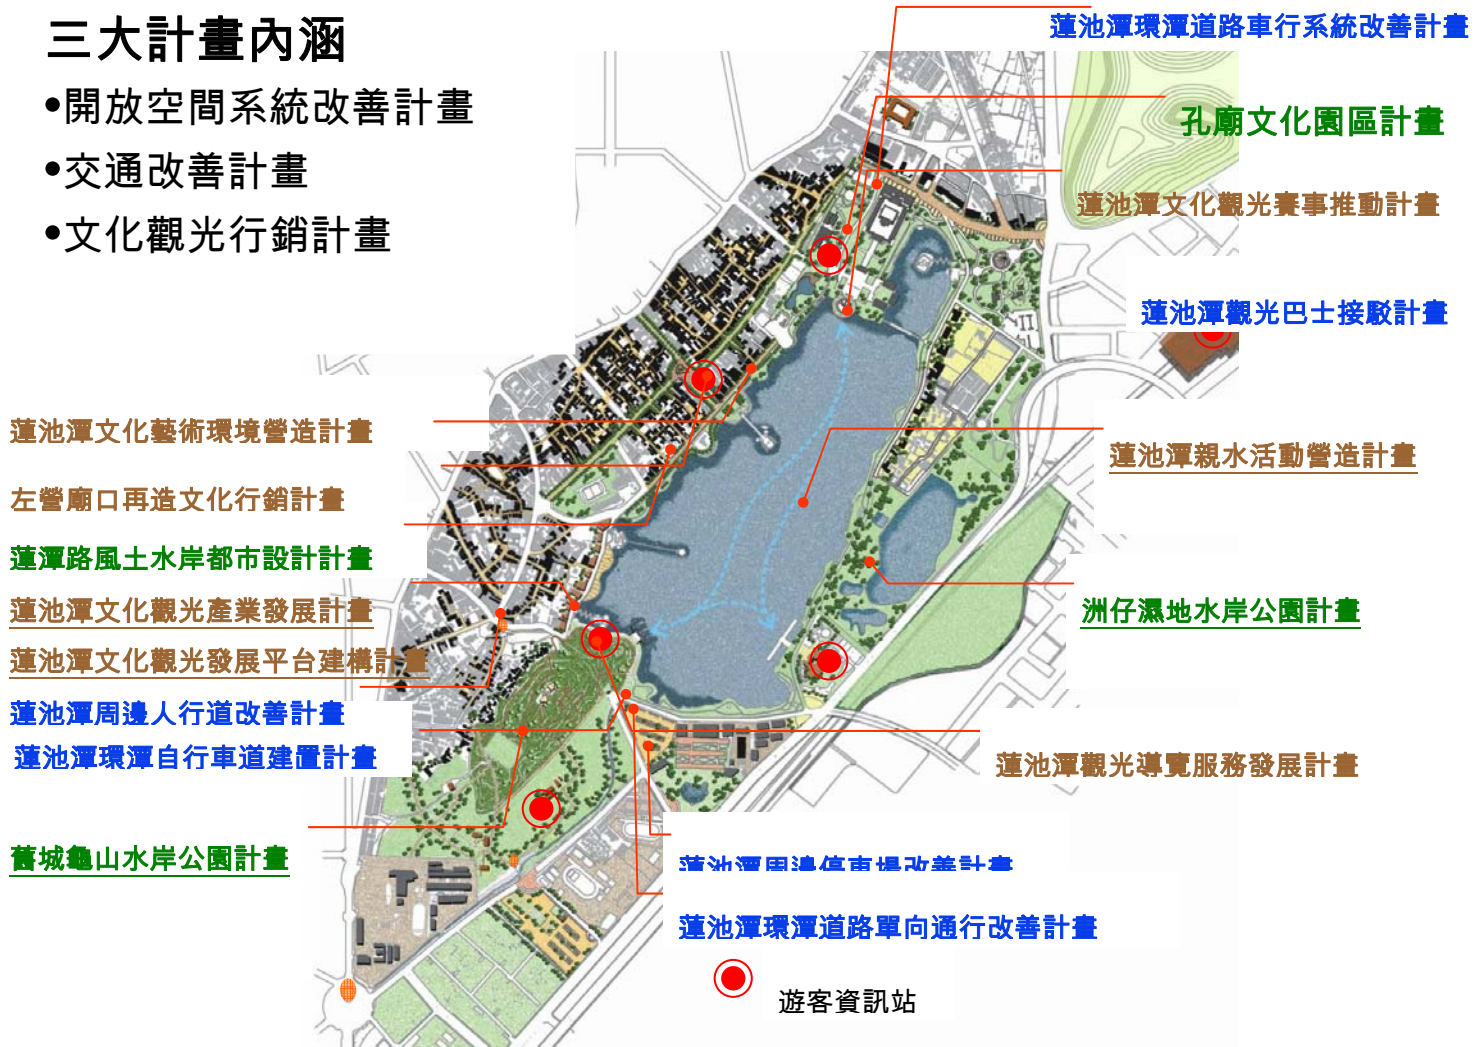 三大計畫內涵
•開放空間系統改善計畫
•交通改善計畫
•文化觀光行銷計畫
蓮池潭環潭道路車行系統改善計畫
孔廟文化園區計畫
蓮池潭文化觀光賽事推動計畫
蓮池潭觀光巴士接駁計畫
蓮池潭文化藝術環境營造計畫
蓮池潭親水活動營造計畫
左營廟口再造文化行銷計畫
蓮潭路風土水岸都市設計計畫
蓮池潭文化觀光產業發展計畫
洲仔濕地水岸公園計畫
蓮池潭文化觀光發展平台建構計畫
蓮池潭周邊人行道改善計畫
蓮池潭環潭自行車道建置計畫
蓮池潭觀光導覽服務發展計畫
舊城龜山水岸公園計畫
蓮池潭周邊停車場改善計畫
蓮池潭環潭道路單向通行改善計畫
遊客資訊站